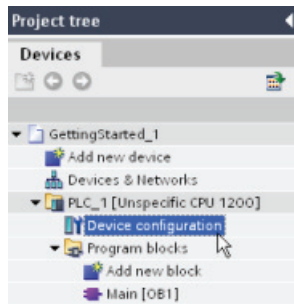 Project tree
Devices
GettingStarted_1
Add new device
Devices & Networks
PLC_1 [Unspecific CPU 1200]
Device configuration
Program blocks
Add new block
Main [OB1]